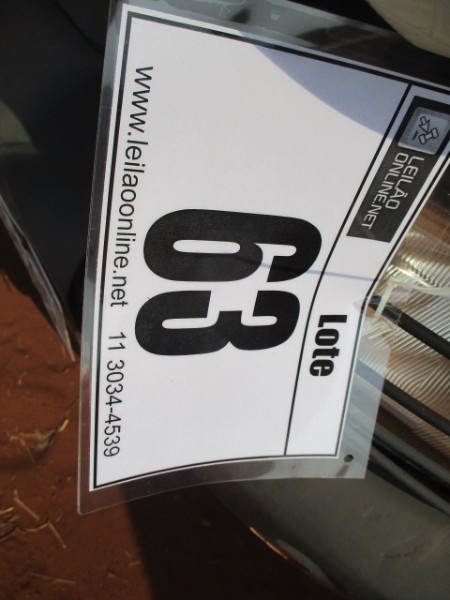 LEILÃO
ONLINE.NET
Lote
63
www.leilaoonline.net 11 3034-4539